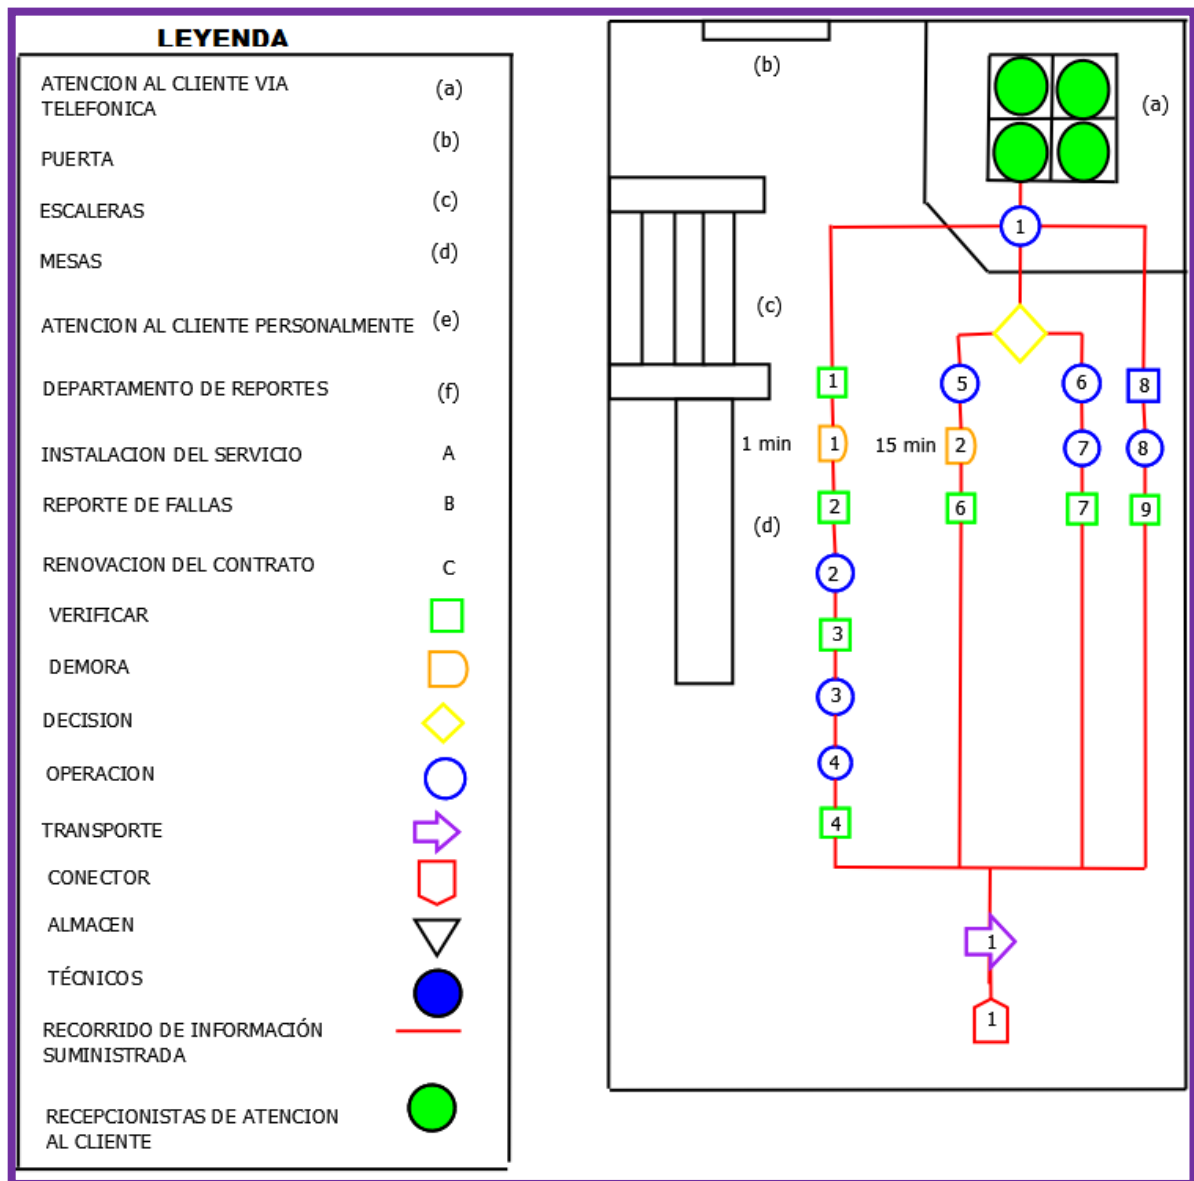 LEYENDA
ATENCION AL CLIENTE VIA
TELEFONICA
(a)
PUERTA
(b)
ESCALERAS
(c)
MESAS
(d)
ATENCION AL CLIENTE PERSONALMENTE
(e)
DEPARTAMENTO DE REPORTES
(f)
INSTALACION DEL SERVICIO
A
REPORTE DE FALLAS
B
RENOVACION DEL CONTRATO
C
VERIFICAR
DEMORA
DECISION
OPERACION
TRANSPORTE
CONECTOR
ALMACEN
TÉCNICOS
RECORRIDO DE INFORMACIÓN
SUMINISTRADA
RECEPCIONISTAS DE ATENCION
AL CLIENTE
(b)
(a)
1
(c)
1
5
6
8
1 min
1
15 min
2
7
8
2
6
7
9
(d)
2
3
3
4
4
1
1